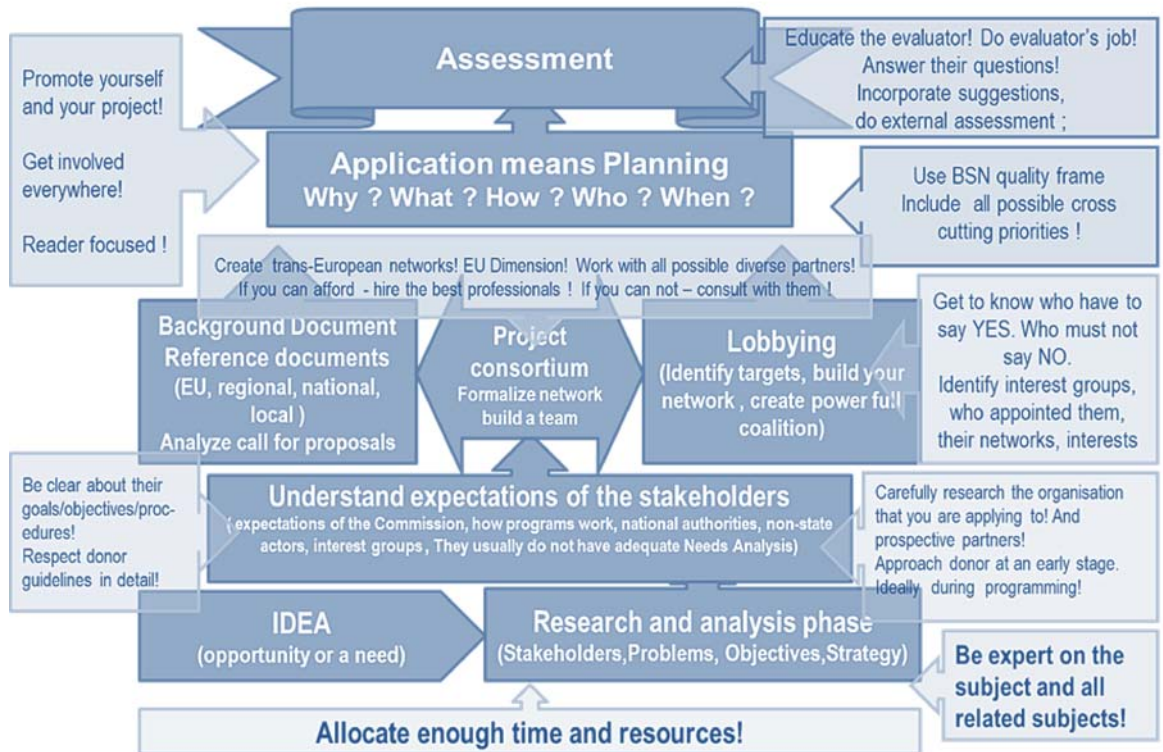 Assessment
Educate the evaluator! Do evaluator's job!
Answer their questions!
Incorporate suggestions,
do external assessment ;
Promote yourself
and your project!
Get involved
everywhere!
Reader focused !
Application means Planning
Why ? What ? How ? Who ? When ?
Use BSN quality frame
Include all possible cross
cutting priorities !
Create trans-European networks! EU Dimension! Work with all possible diverse partners!
If you can afford - hire the best professionals ! If you can not – consult with them !
Background Document
Reference documents
(EU, regional, national,
local )
Analyze call for proposals
Project
consortium
Formalize network
build a team
Lobbying
(Identify targets, build your
network , create power full
coalition)
Get to know who have to
say YES. Who must not
say NO.
Identify interest groups,
who appointed them,
their networks, interests
Be clear about their
goals/objectives/proc-
edures!
Respect donor
guidelines in detail!
Understand expectations of the stakeholders
( expectations of the Commission, how programs work, national authorities, non-state
actors, interest groups , They usually do not have adequate Needs Analysis)
Carefully research the organisation
that you are applying to! And
prospective partners!
Approach donor at an early stage.
Ideally during programming!
IDEA
(opportunity or a need)
Research and analysis phase
(Stakeholders,Problems, Objectives,Strategy)
Be expert on the
subject and all
related subjects!
Allocate enough time and resources!